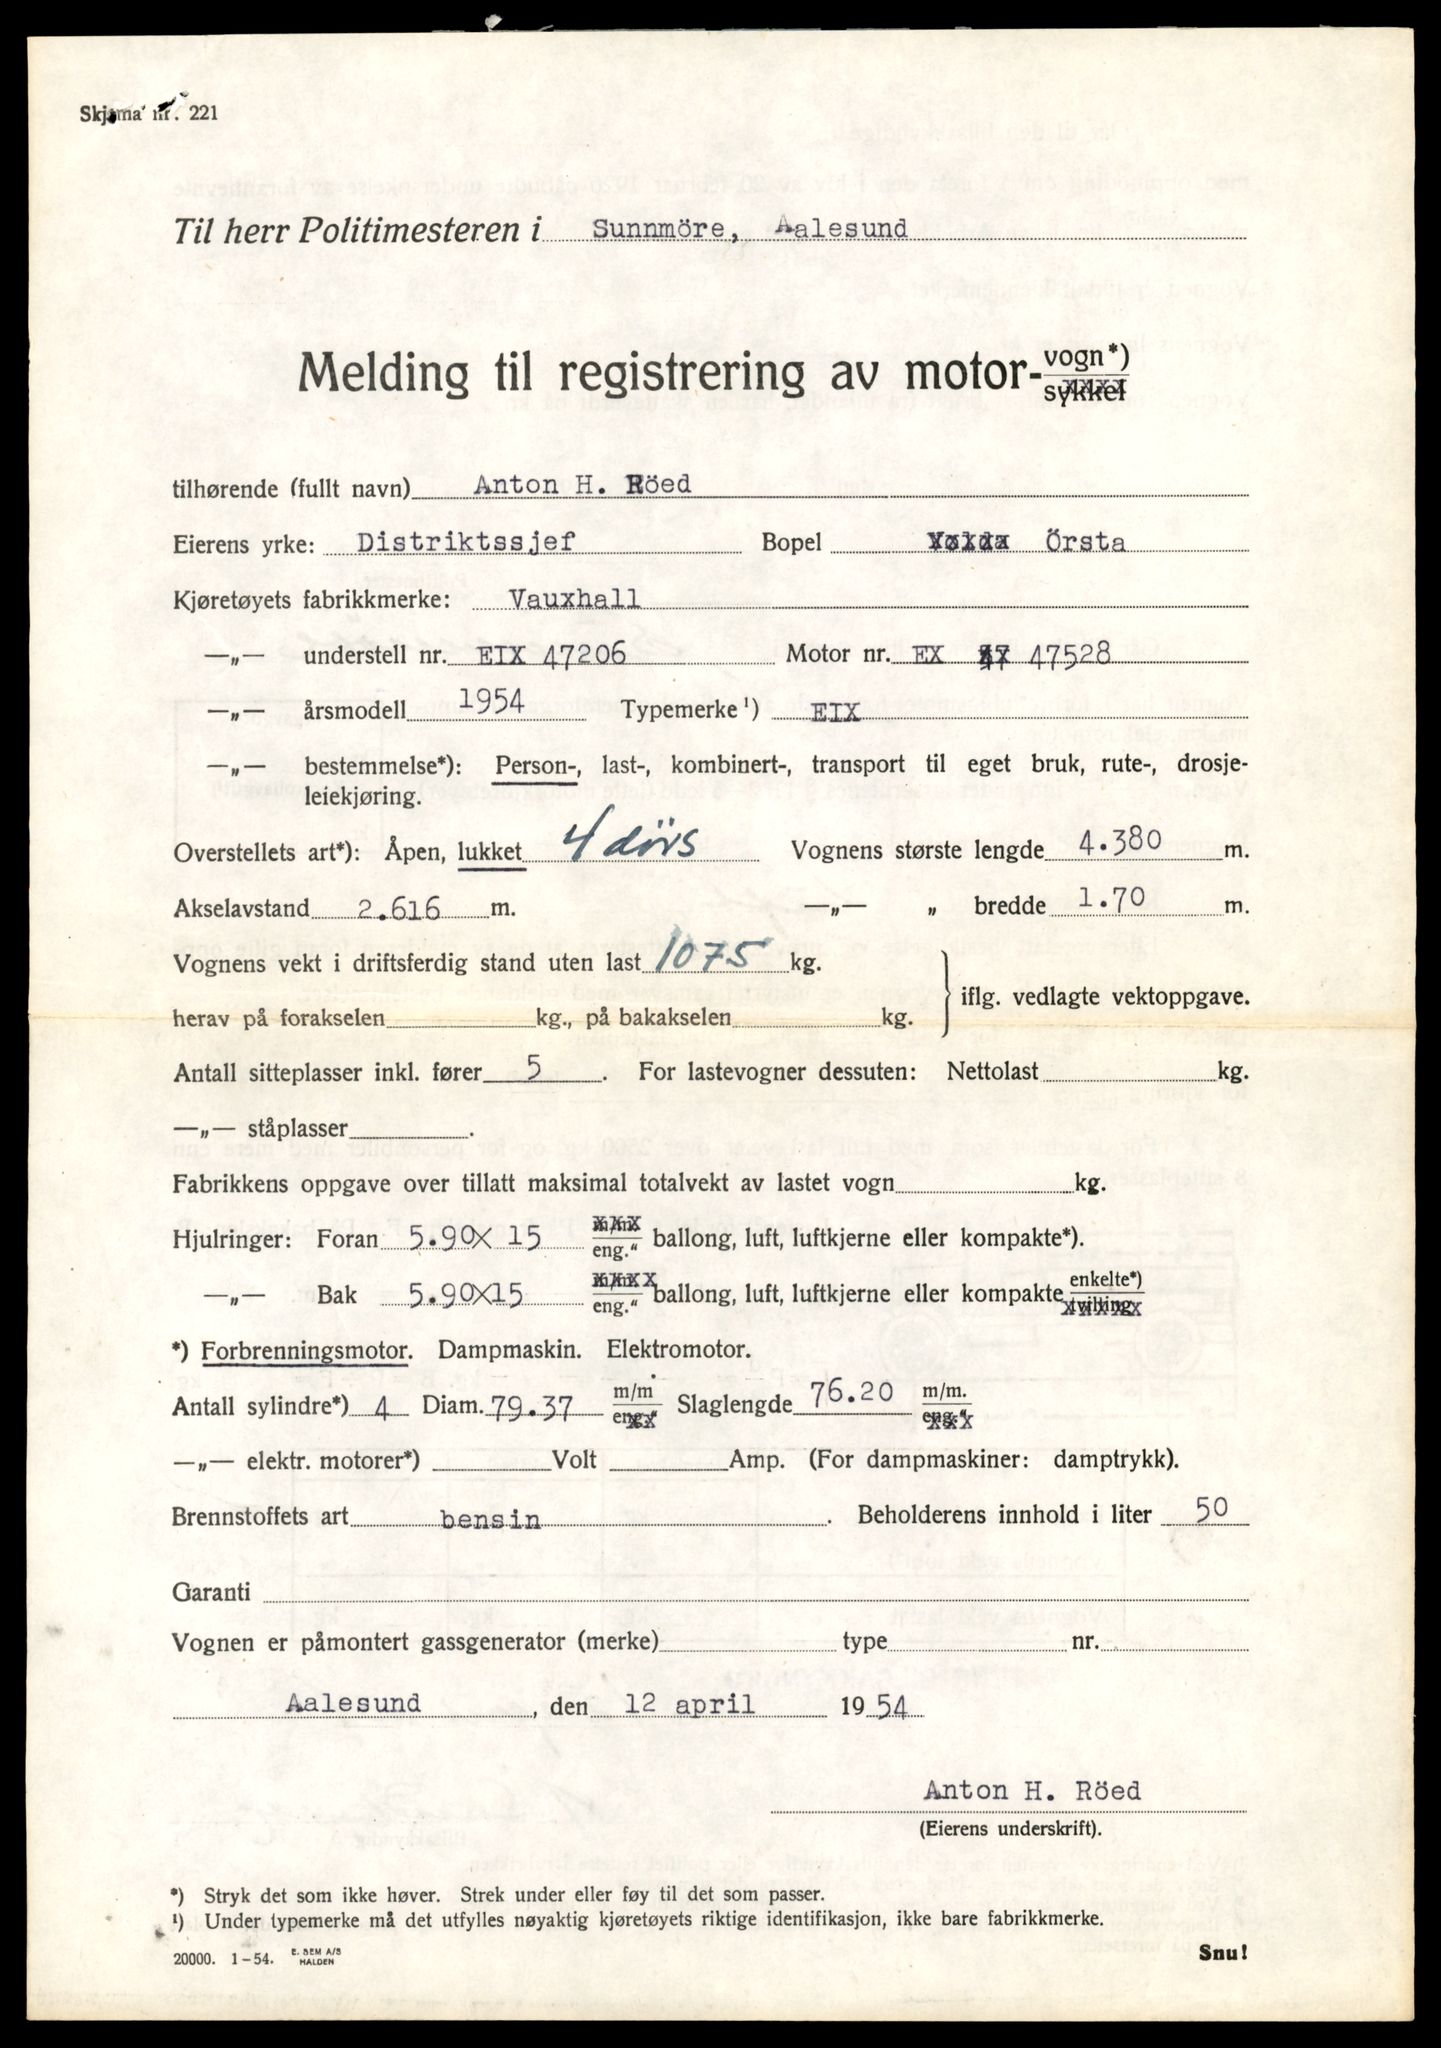 Skjema nr. 221
Til herr Politimesteren i Sunnmöre, Aalesund
Melding til registrering av motor- vogn*) sykkel
tilhørende (fullt navn) Anton H. Röed
Eierens yrke: Distriktssjef Bopel Volda Örsta
Kjøretøyets fabrikkmerke: Vauxhall
—„— understell nr. EIX 47206 Motor nr. EX 47528
—„— årsmodell 1954 Typemerke¹) EIX
—„— bestemmelse*): Person-, last-, kombinert-, transport til eget bruk, rute-, drosje-
leiekjøring.
Overstellets art*): Åpen, lukket 4 dörs Vognens største lengde 4.380 m.
Akselavstand 2.616 m. —„— „ bredde 1.70 m.
Vognens vekt i driftsferdig stand uten last 1075 kg.
herav på forakselen kg., på bakakselen kg. iflg. vedlagte vektoppgave.
Antall sitteplasser inkl. fører 5. For lastevogner dessuten: Nettolast kg.
—„— ståplasser.
Fabrikkens oppgave over tillatt maksimal totalvekt av lastet vogn kg.
Hjulringer: Foran 5.90X 15 m/m. eng.“ ballong, luft, luftkjerne eller kompakte*).
—„— Bak 5.90X15 m/m. eng.“ ballong, luft, luftkjerne eller kompakte enkelte*) tvilling
*) Forbrenningsmotor. Dampmaskin. Elektromotor.
Antall sylindre*) 4 Diam. 79.37 m/m eng.“ Slaglengde 76.20 m/m. eng.“
—„— elektr. motorer*) Volt Amp. (For dampmaskiner: damptrykk).
Brennstoffets art bensin. Beholderens innhold i liter 50
Garanti
Vognen er påmontert gassgenerator (merke) type nr.
Aalesund, den 12 april 1954
Anton H. Röed
(Eierens underskrift).
*) Stryk det som ikke høver. Strek under eller føy til det som passer.
¹) Under typemerke må det utfylles nøyaktig kjøretøyets riktige identifikasjon, ikke bare fabrikkmerke.
20000. 1-54. E. SEM A/S HALDEN Snu!